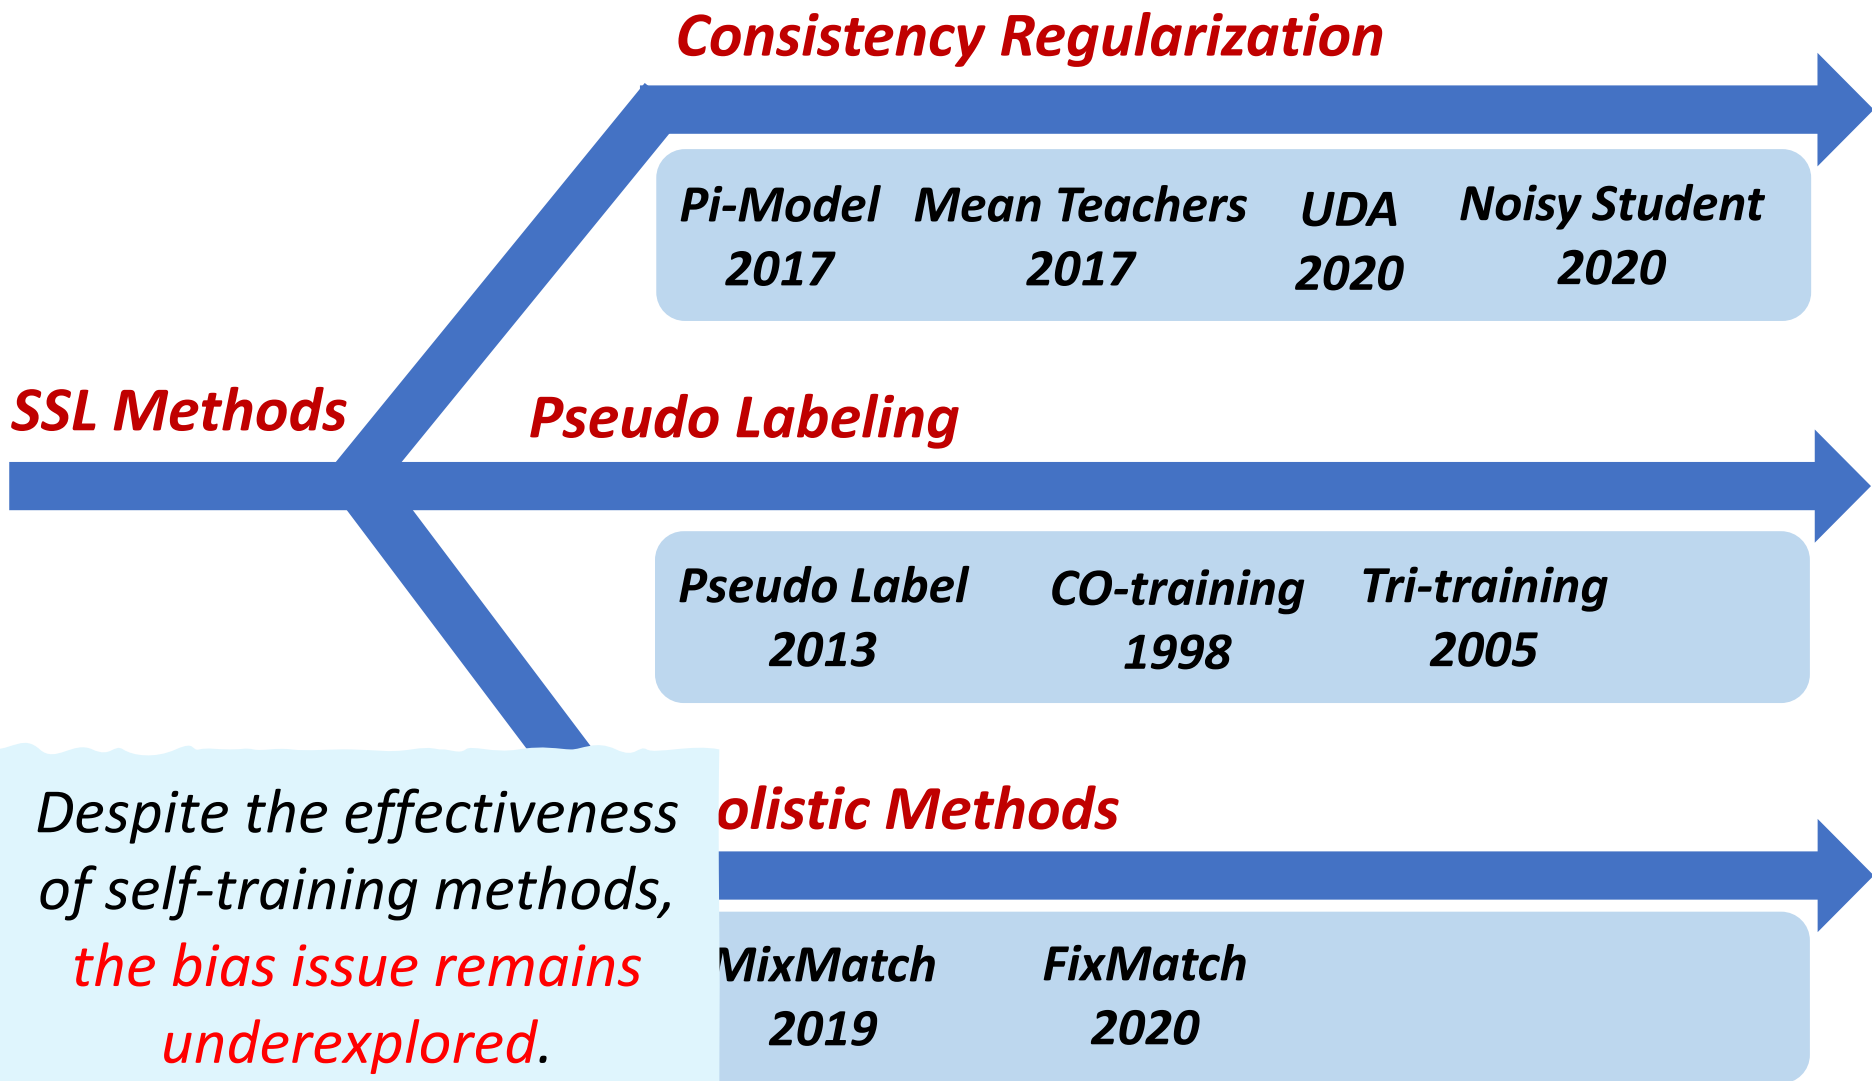 Consistency Regularization
Pi-Model Mean Teachers UDA Noisy Student
2017 2017 2020 2020
SSL Methods
Pseudo Labeling
Pseudo Label CO-training Tri-training
2013 1998 2005
olistic Methods
MixMatch FixMatch
2019 2020
Despite the effectiveness
of self-training methods,
the bias issue remains
underexplored.